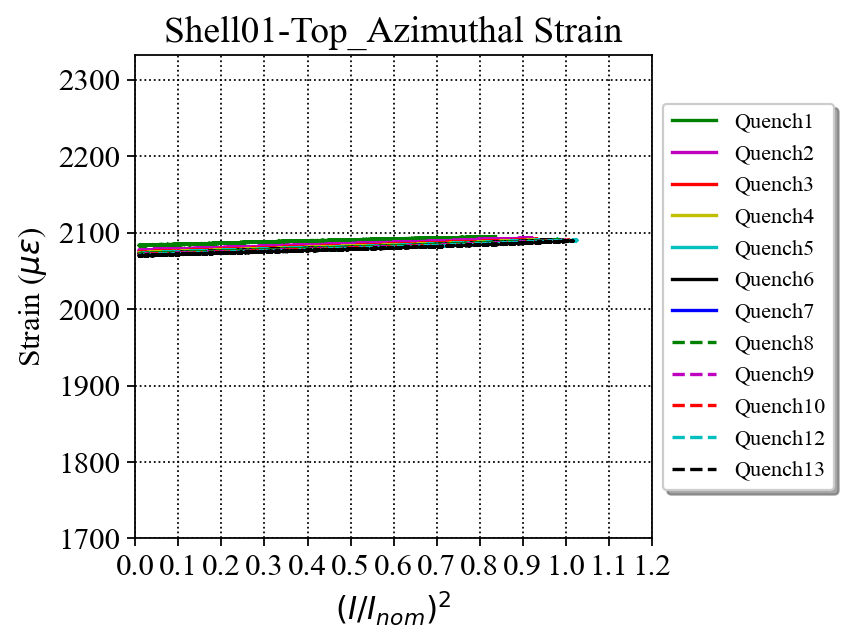 Shell01-Top_Azimuthal Strain
Strain (με)
2300
2200
2100
2000
1900
1800
1700
0.0 0.1 0.2 0.3 0.4 0.5 0.6 0.7 0.8 0.9 1.0 1.1 1.2
(I/I_nom)²
Quench1
Quench2
Quench3
Quench4
Quench5
Quench6
Quench7
Quench8
Quench9
Quench10
Quench12
Quench13